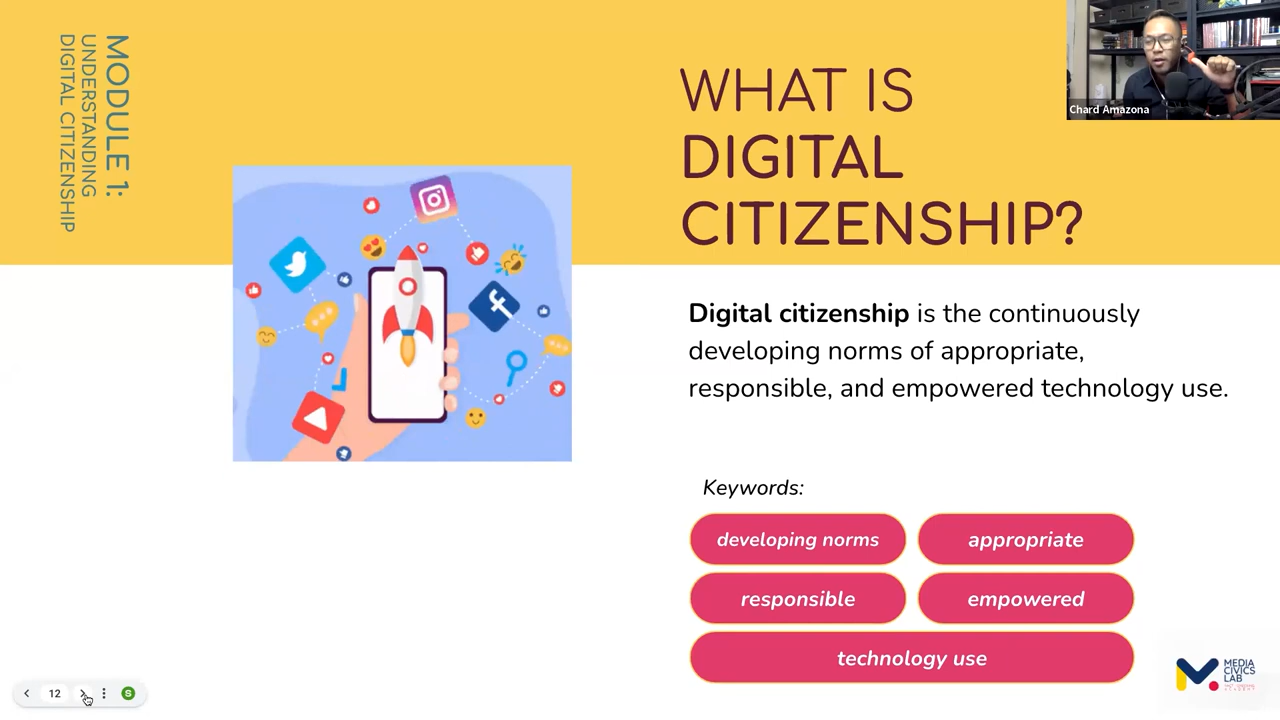 MODULE 1:
UNDERSTANDING
DIGITAL CITIZENSHIP
WHAT IS
DIGITAL
CITIZENSHIP?
Chard Amazona
Digital citizenship is the continuously
developing norms of appropriate,
responsible, and empowered technology use.
Keywords:
developing norms
appropriate
responsible
empowered
technology use
12
S
MEDIA
CIVICS
LAB